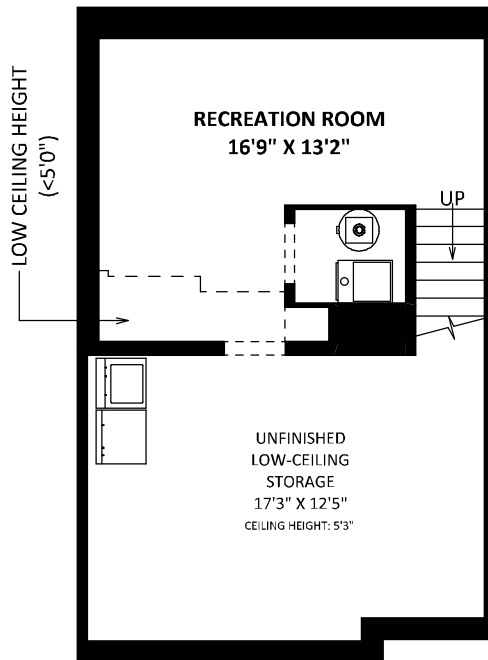 LOW CEILING HEIGHT
(<5'0")
RECREATION ROOM
16'9" X 13'2"
UP
UNFINISHED
LOW-CEILING
STORAGE
17'3" X 12'5"
CEILING HEIGHT: 5'3"